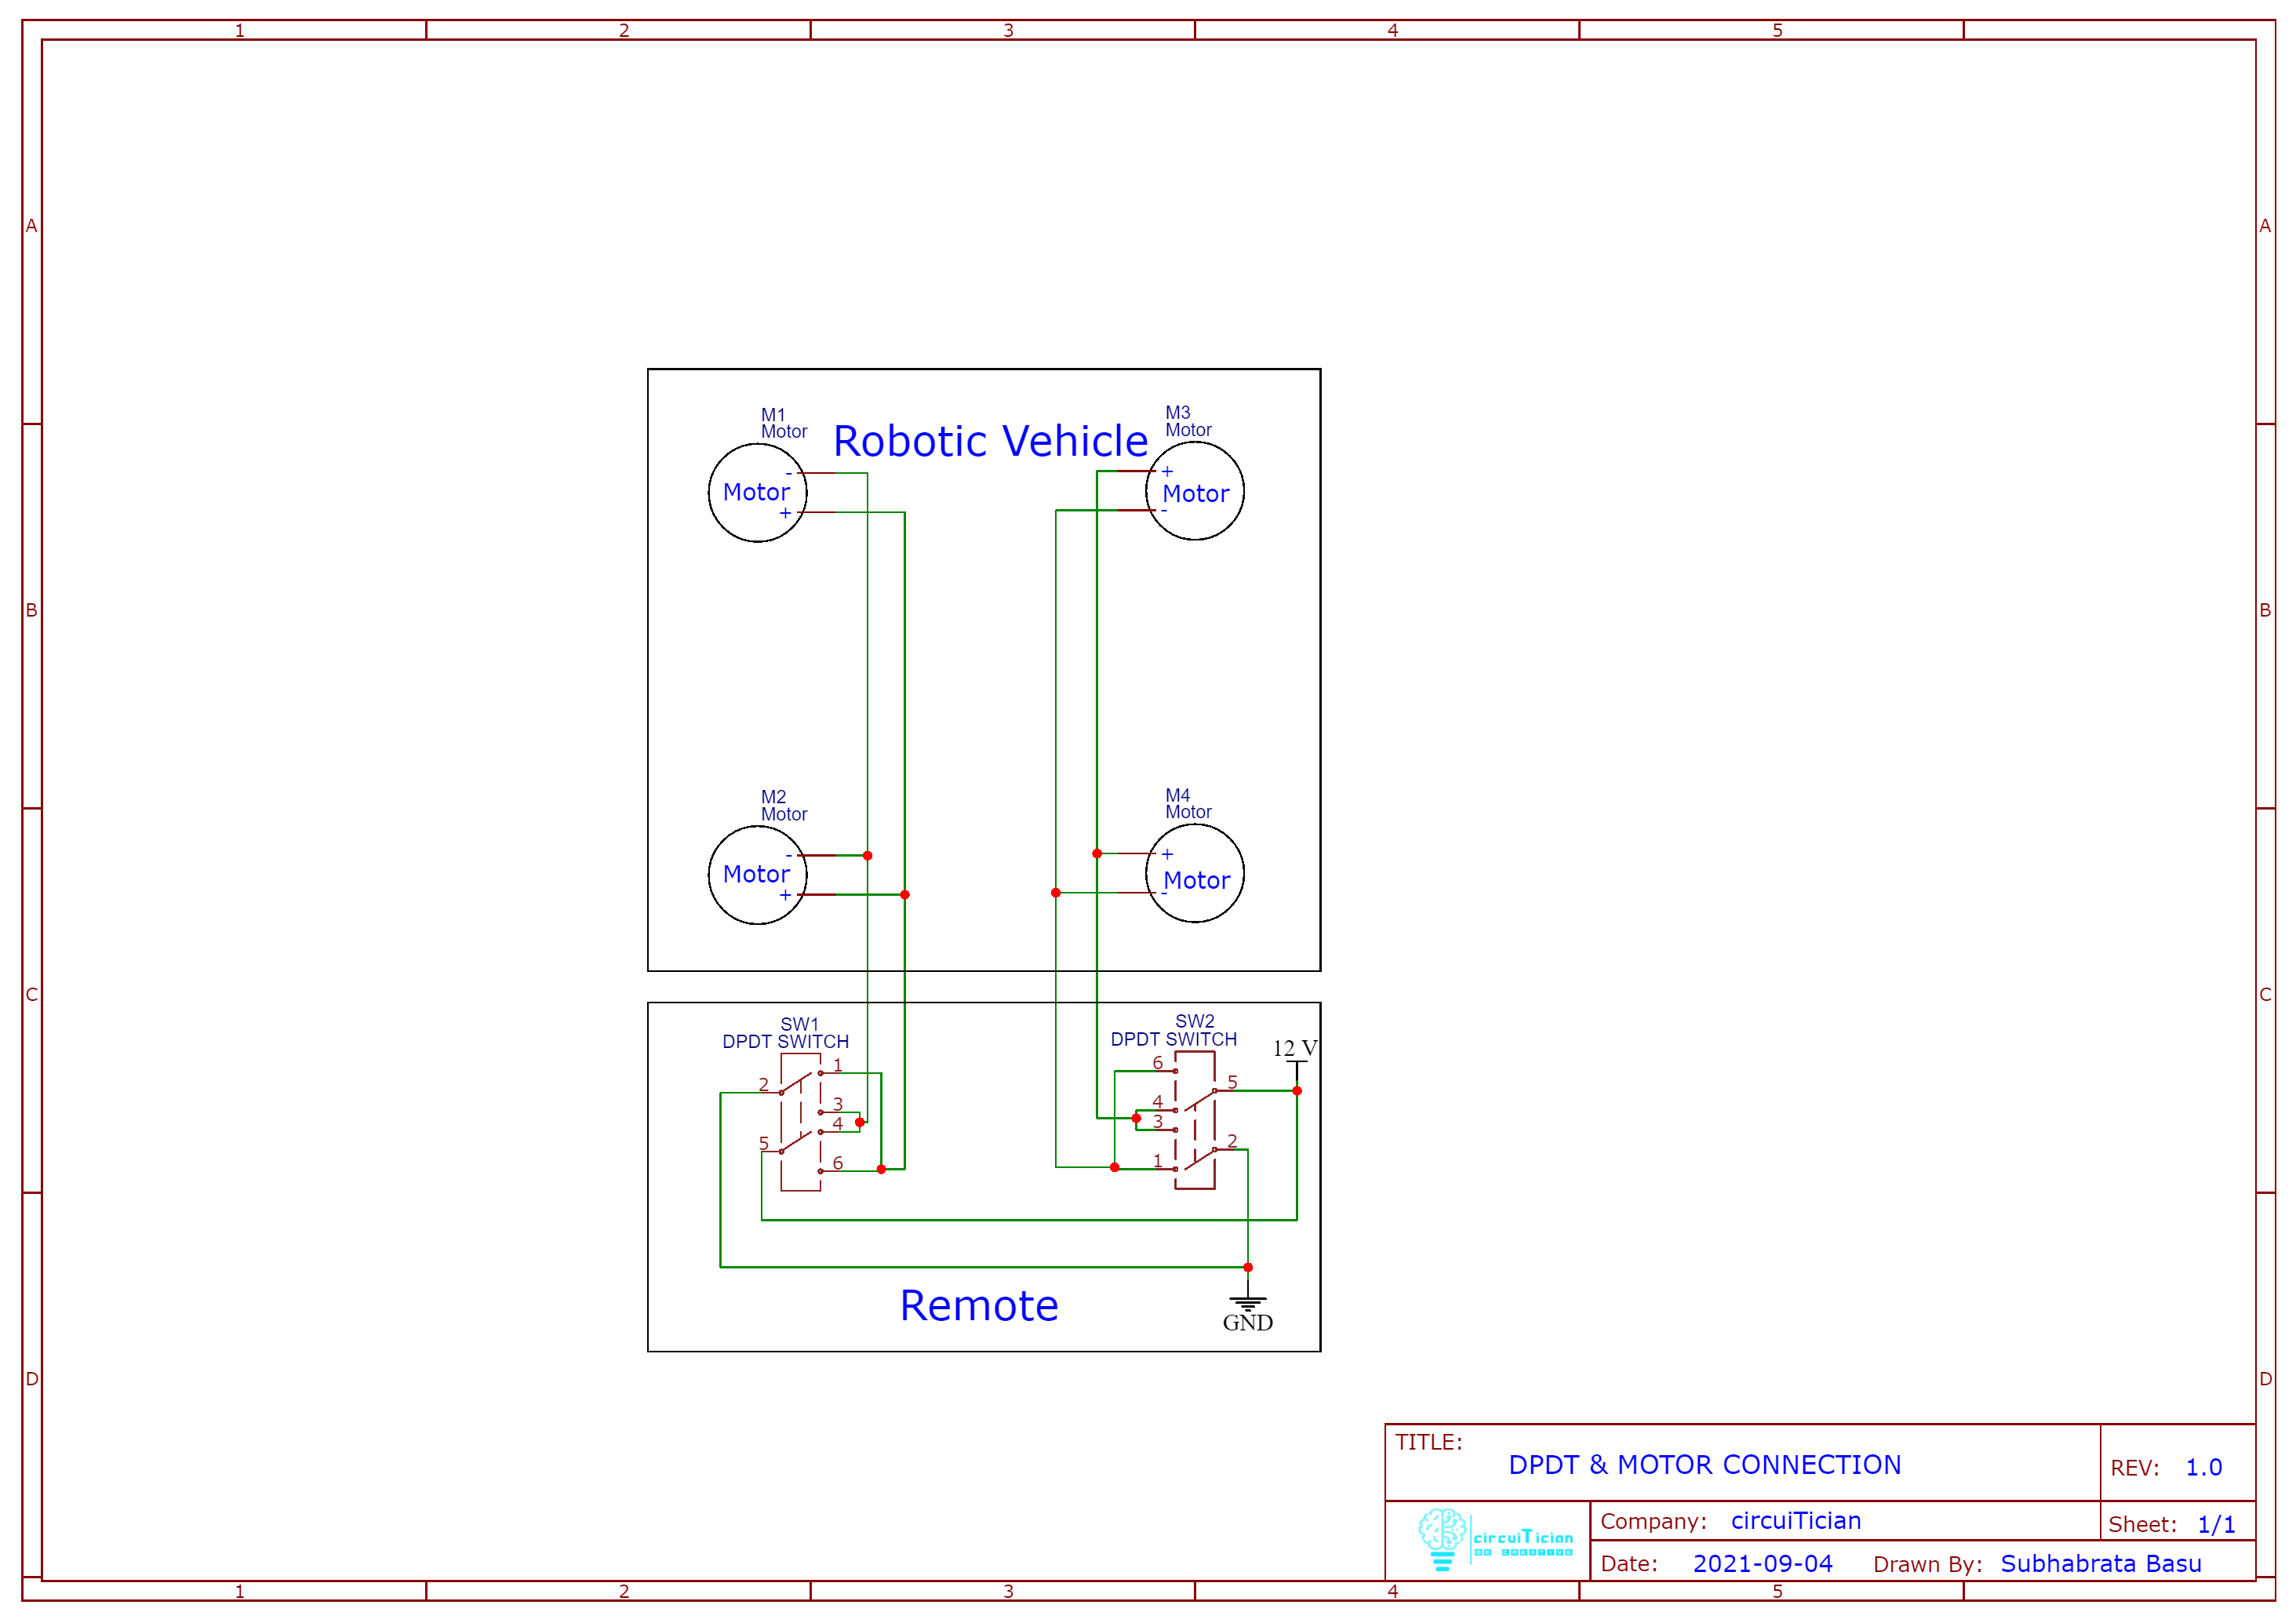 1 2 3 4 5
A A
M1
Motor
M3
Motor
Robotic Vehicle
-
Motor
+
+
Motor
-
B B
M2
Motor
M4
Motor
-
Motor
+
+
Motor
-
C C
SW1
DPDT SWITCH
SW2
DPDT SWITCH
12 V
1
2
3
4
5
6
6
5
4
3
2
1
Remote
GND
D D
TITLE:
DPDT & MOTOR CONNECTION
REV: 1.0
circuiTician
BE CREATIVE
Company: circuiTician
Sheet: 1/1
Date: 2021-09-04 Drawn By: Subhabrata Basu
1 2 3 4 5